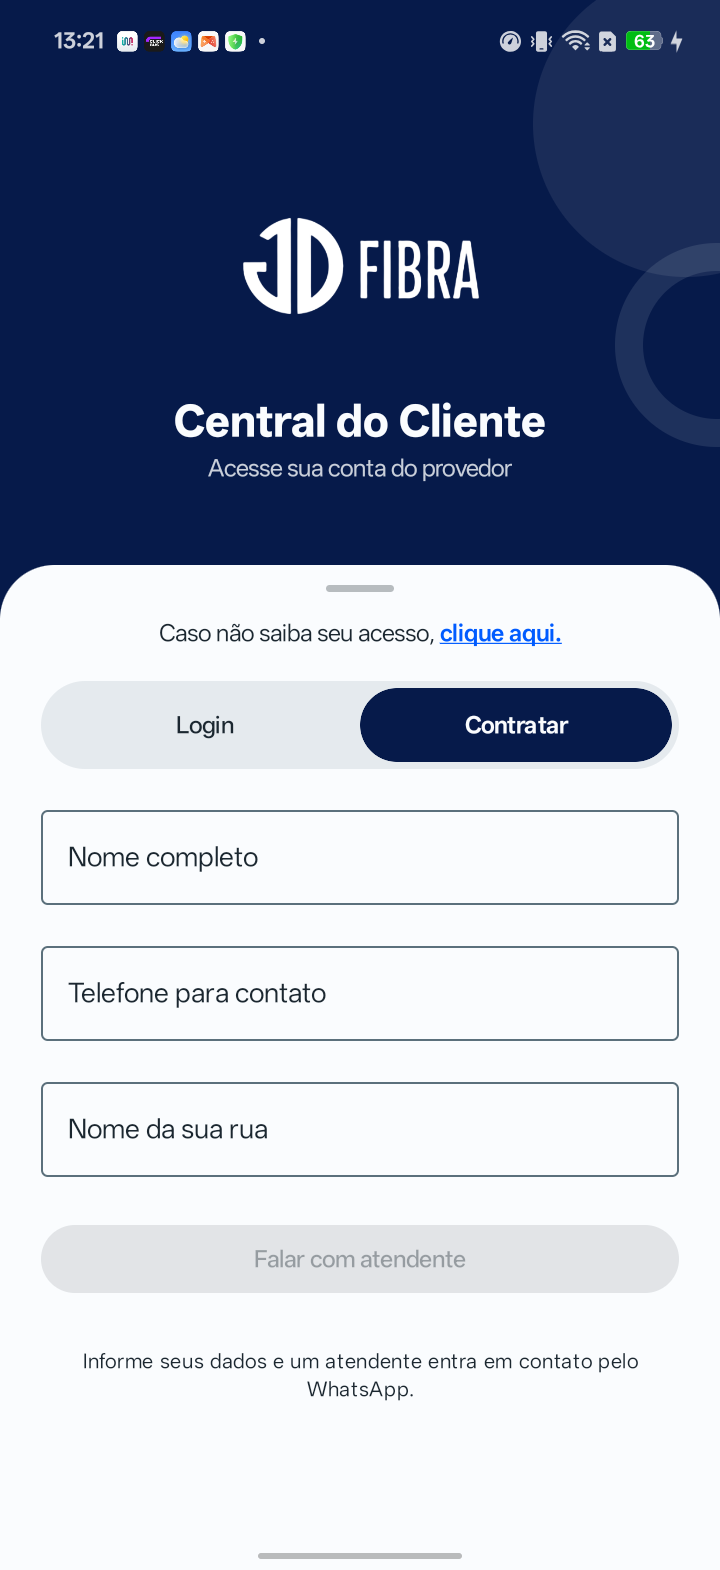 13:21
63
JD FIBRA
Central do Cliente
Acesse sua conta do provedor
Caso não saiba seu acesso, clique aqui.
Login
Contratar
Nome completo
Telefone para contato
Nome da sua rua
Falar com atendente
Informe seus dados e um atendente entra em contato pelo
WhatsApp.